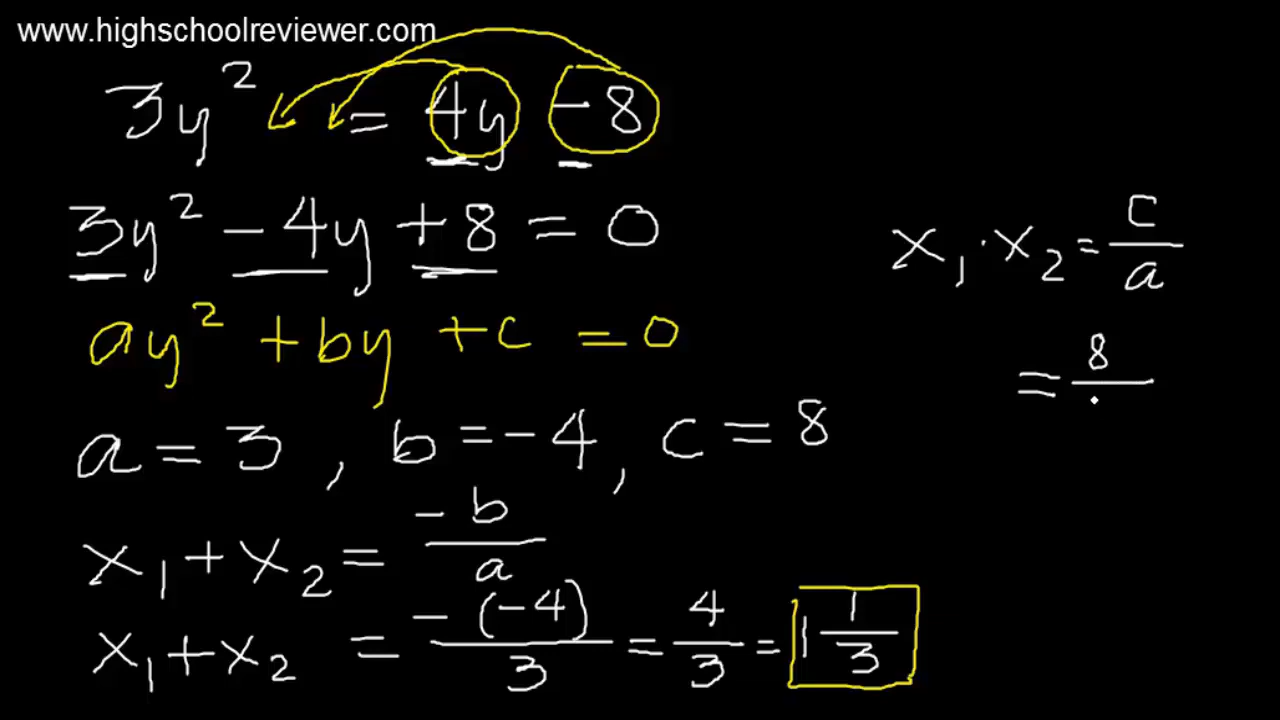 www.highschoolreviewer.com
3y² = 4y - 8
3y² - 4y + 8 = 0
ay² + by + c = 0
a = 3 , b = -4 , c = 8
x₁ + x₂ = -b/a
x₁ + x₂ = -(-4)/3 = 4/3 = 1 1/3
x₁ · x₂ = c/a
= 8/